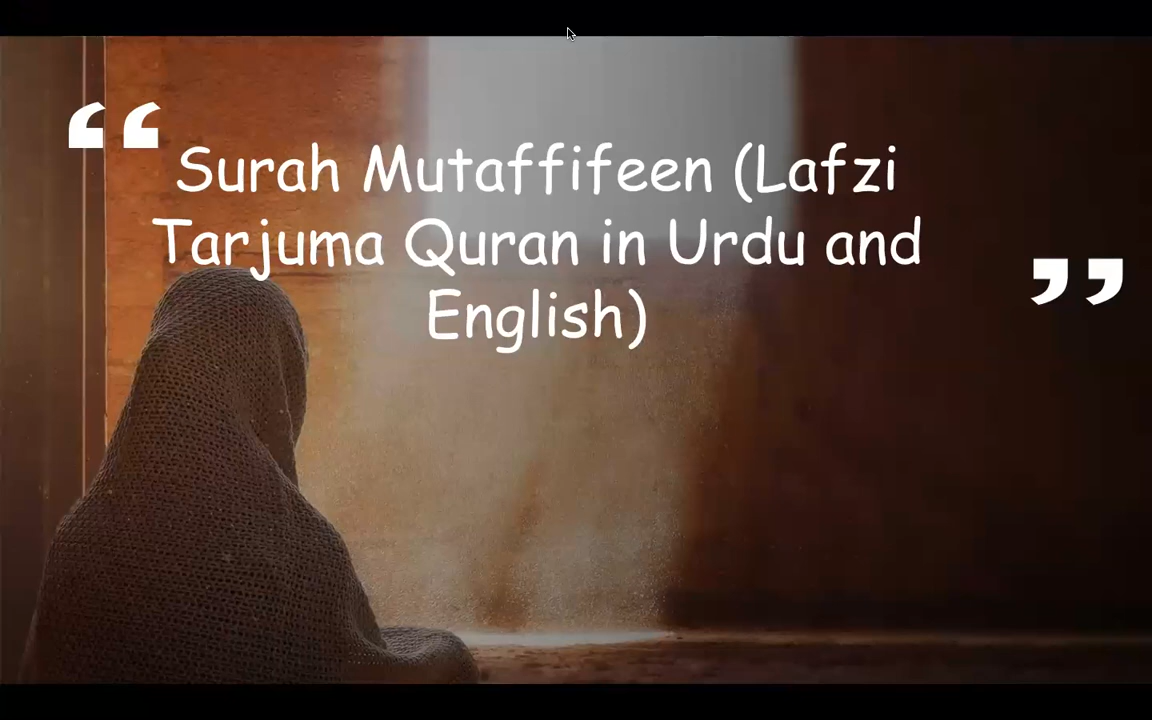 “
Surah Mutaffifeen (Lafzi
Tarjuma Quran in Urdu and
English)
”